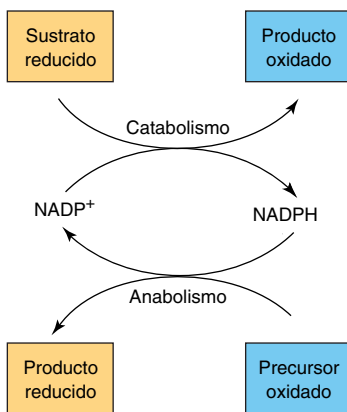 Sustrato
reducido
Producto
oxidado
Catabolismo
NADP+
NADPH
Anabolismo
Producto
reducido
Precursor
oxidado